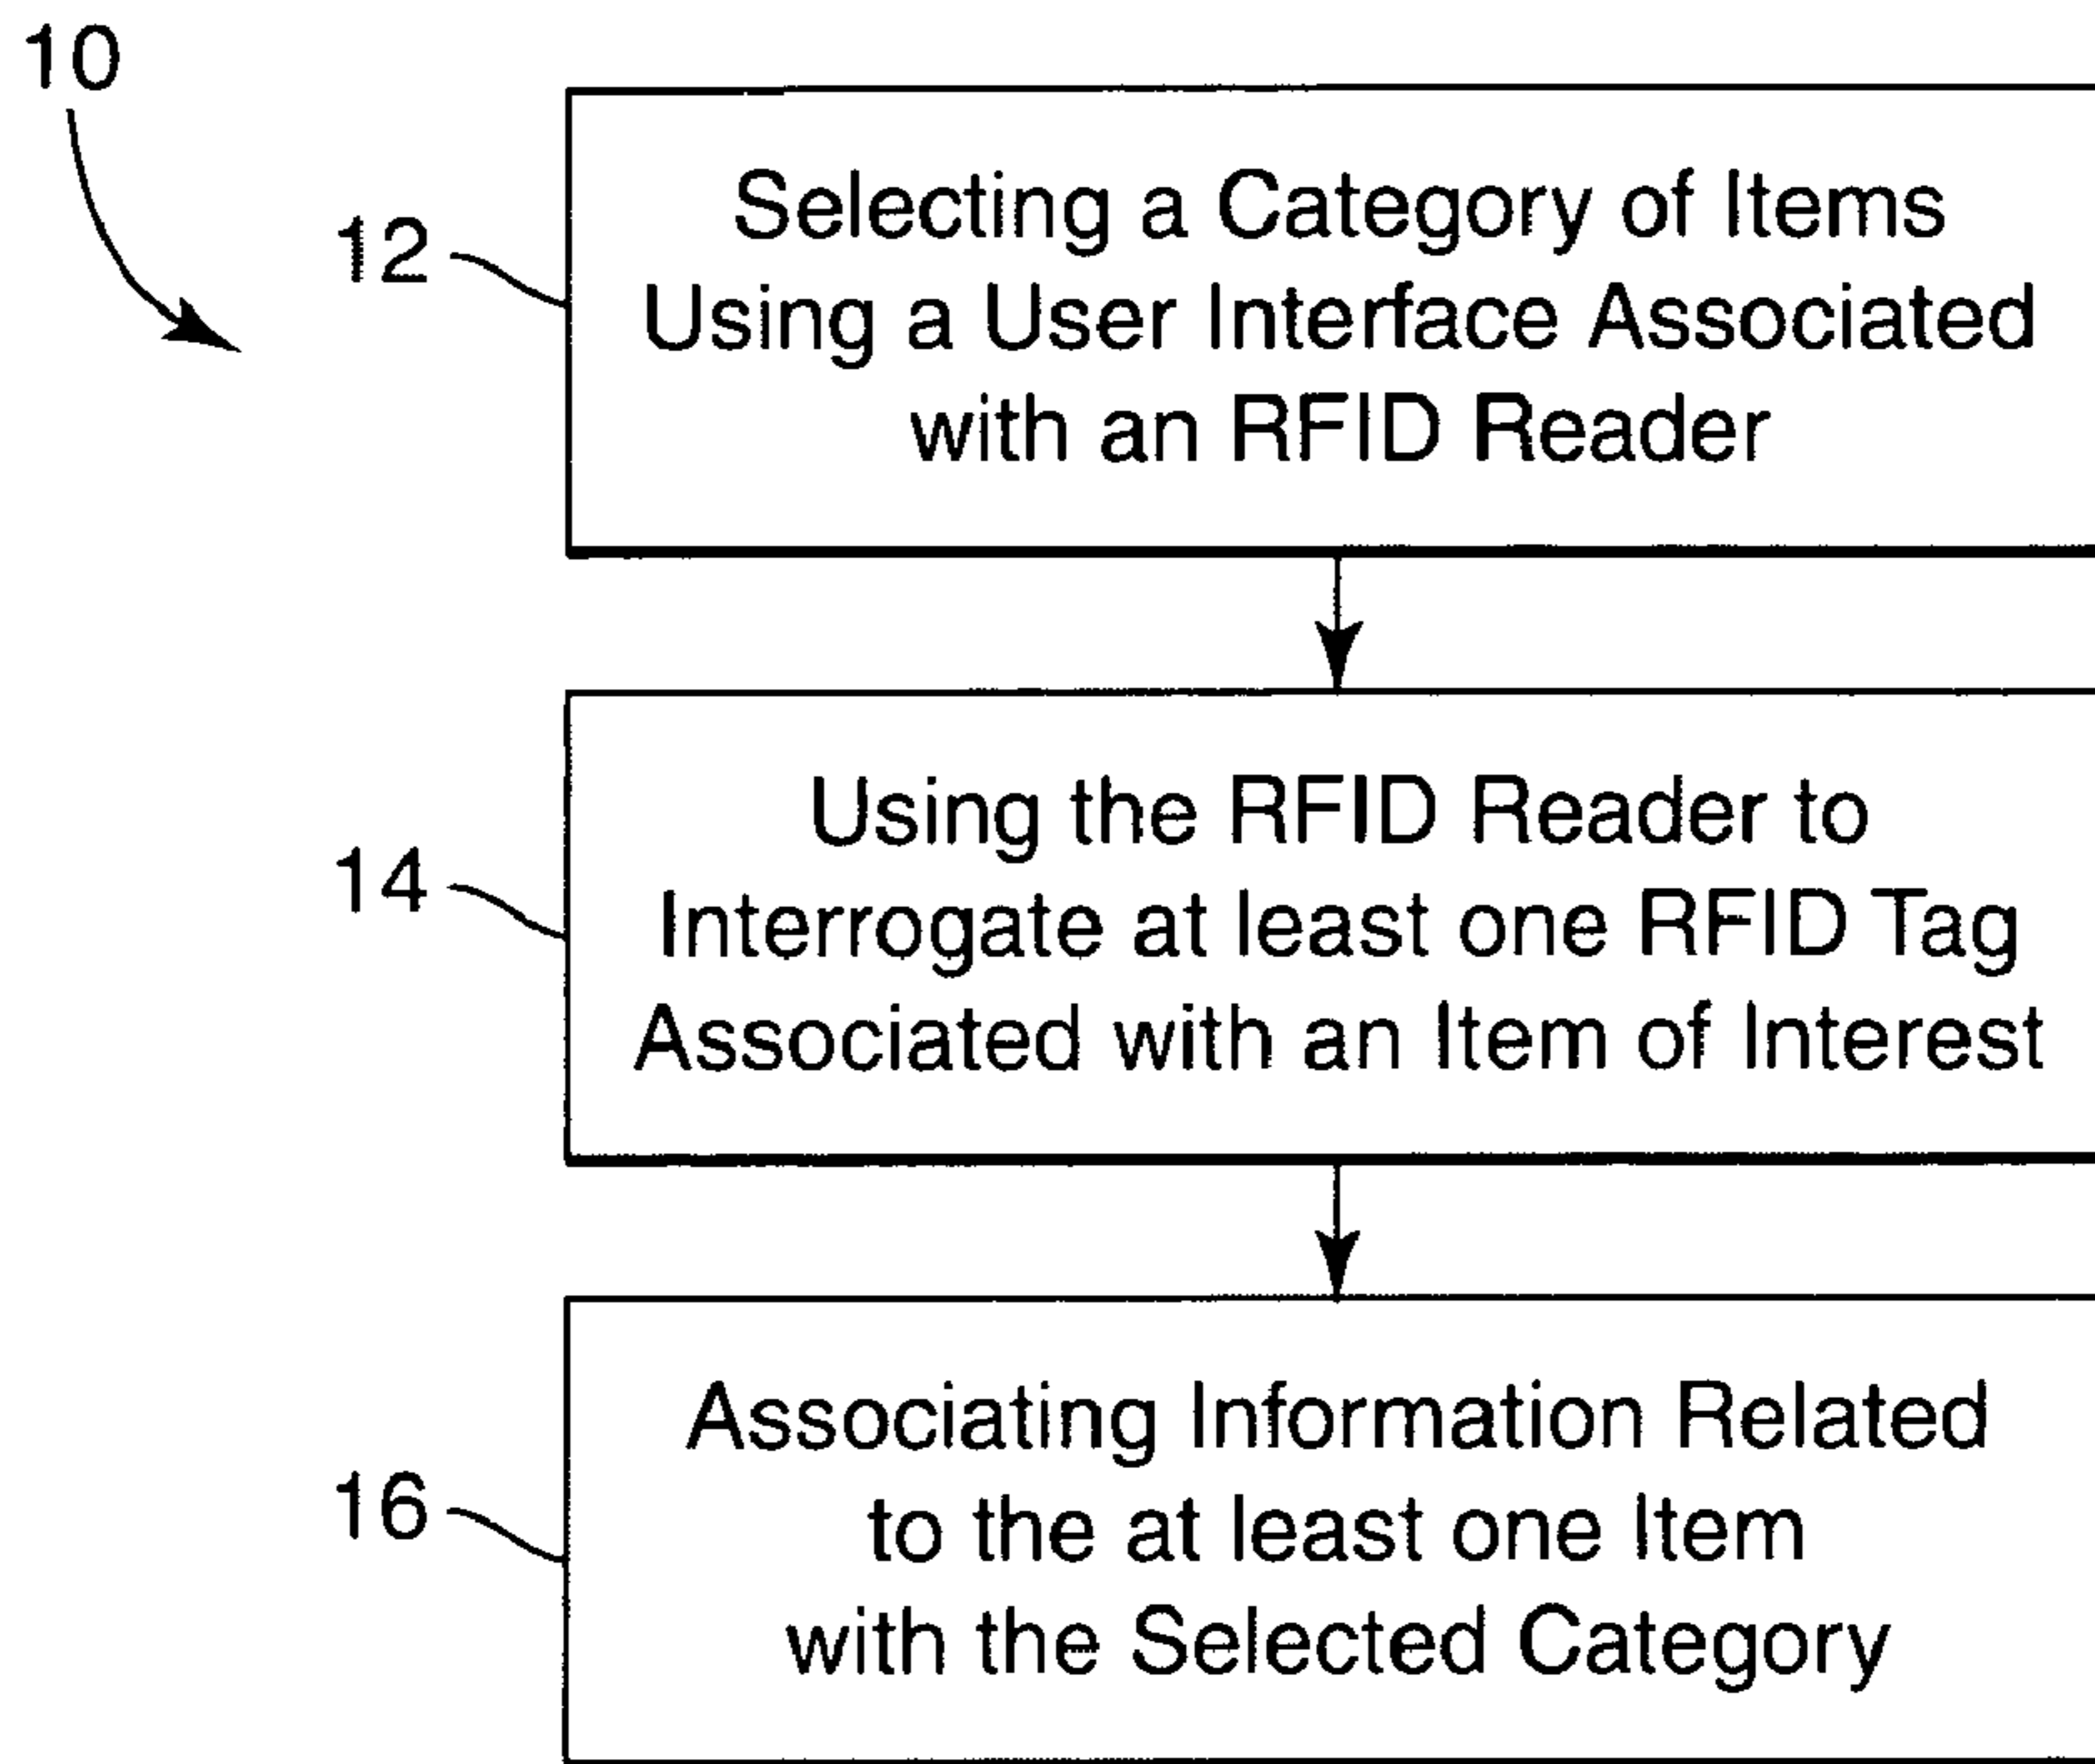 10
12
Selecting a Category of Items
Using a User Interface Associated
with an RFID Reader
14
Using the RFID Reader to
Interrogate at least one RFID Tag
Associated with an Item of Interest
16
Associating Information Related
to the at least one Item
with the Selected Category